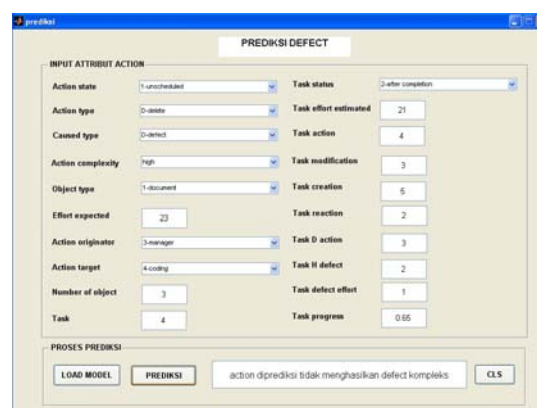 prediksi
PREDIKSI DEFECT
INPUT ATTRIBUT ACTION
Action state 1-unscheduled
Action type D-delete
Caused type D-defect
Action complexity high
Object type 1-document
Effort expected 23
Action originator 3-manager
Action target 4-coding
Number of object 3
Task 4
Task status 2-after completion
Task effort estimated 21
Task action 4
Task modification 3
Task creation 5
Task reaction 2
Task D action 3
Task H defect 2
Task defect effort 1
Task progress 0.65
PROSES PREDIKSI
LOAD MODEL PREDIKSI action diprediksi tidak menghasilkan defect kompleks CLS